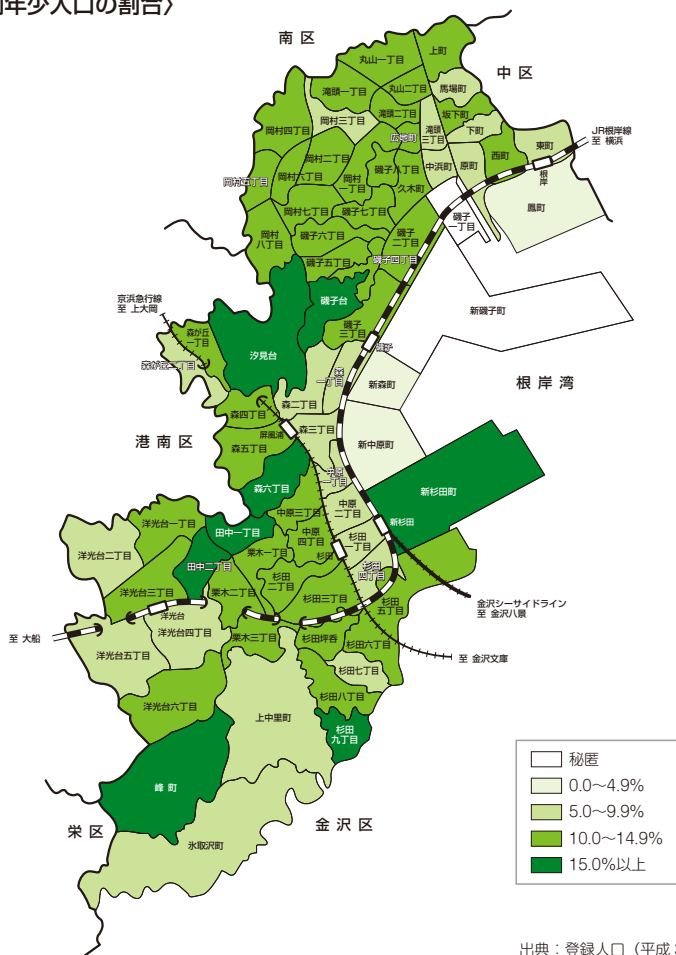 年少人口の割合〉
南区
中区
丸山一丁目
上町
滝頭一丁目
丸山二丁目
馬場町
岡村三丁目
滝頭二丁目
坂下町
岡村四丁目
広地町
滝頭
三丁目
下町
東町
JR根岸線
至 横浜
岡村二丁目
中浜町
原町
西町
根岸
岡村五丁目
岡村六丁目
岡村
一丁目
磯子八丁目
久木町
鳳町
岡村七丁目
磯子七丁目
磯子
一丁目
岡村
八丁目
磯子六丁目
磯子
二丁目
磯子五丁目
磯子四丁目
京浜急行線
至 上大岡
磯子台
新磯子町
森が丘
一丁目
磯子
三丁目
磯子
汐見台
森が丘二丁目
森
一丁目
新森町
根岸湾
森二丁目
森四丁目
港南区
屏風浦
森三丁目
新中原町
森五丁目
中原
一丁目
森六丁目
新杉田町
中原
二丁目
洋光台一丁目
中原三丁目
新杉田
田中一丁目
中原
四丁目
杉田
一丁目
洋光台二丁目
栗木一丁目
杉田
田中二丁目
杉田
四丁目
杉田
二丁目
洋光台三丁目
栗木二丁目
杉田三丁目
杉田
五丁目
金沢シーサイドライン
至 金沢八景
洋光台
洋光台四丁目
至 大船
栗木三丁目
杉田坪呑
杉田六丁目
洋光台五丁目
至 金沢文庫
杉田七丁目
杉田八丁目
洋光台六丁目
上中里町
杉田
九丁目
峰町
秘匿
0.0〜4.9%
5.0〜9.9%
10.0〜14.9%
15.0%以上
栄区
金沢区
氷取沢町
出典：登録人口（平成